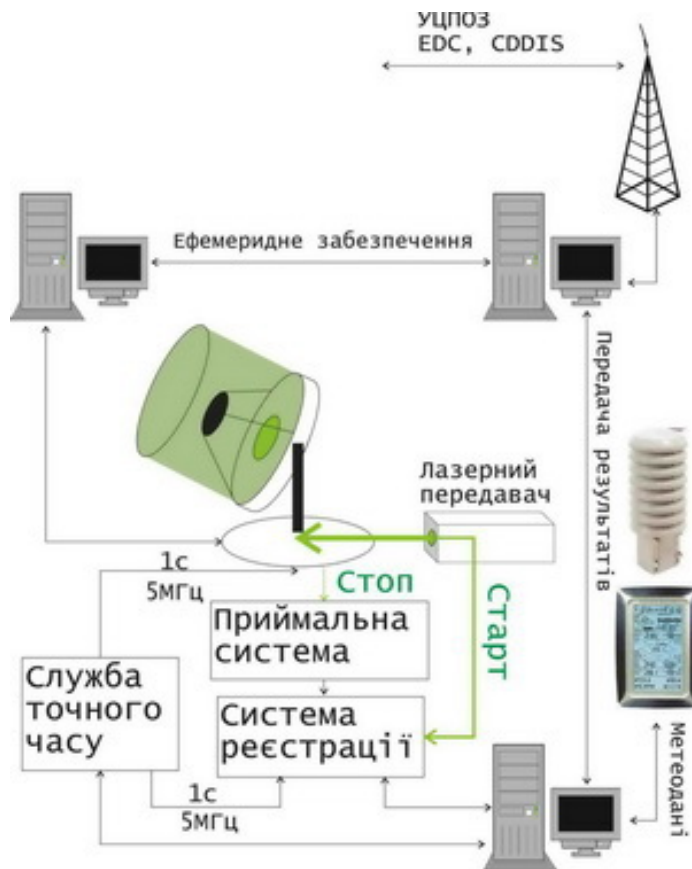 УЦПОЗ
EDC, CDDIS
Ефемеридне забезпечення
Передача результатів
Лазерний
передавач
1с
5МГц
Стоп
Старт
Приймальна
система
Служба
точного
часу
Система
реєстрації
1с
5МГц
Метеодані